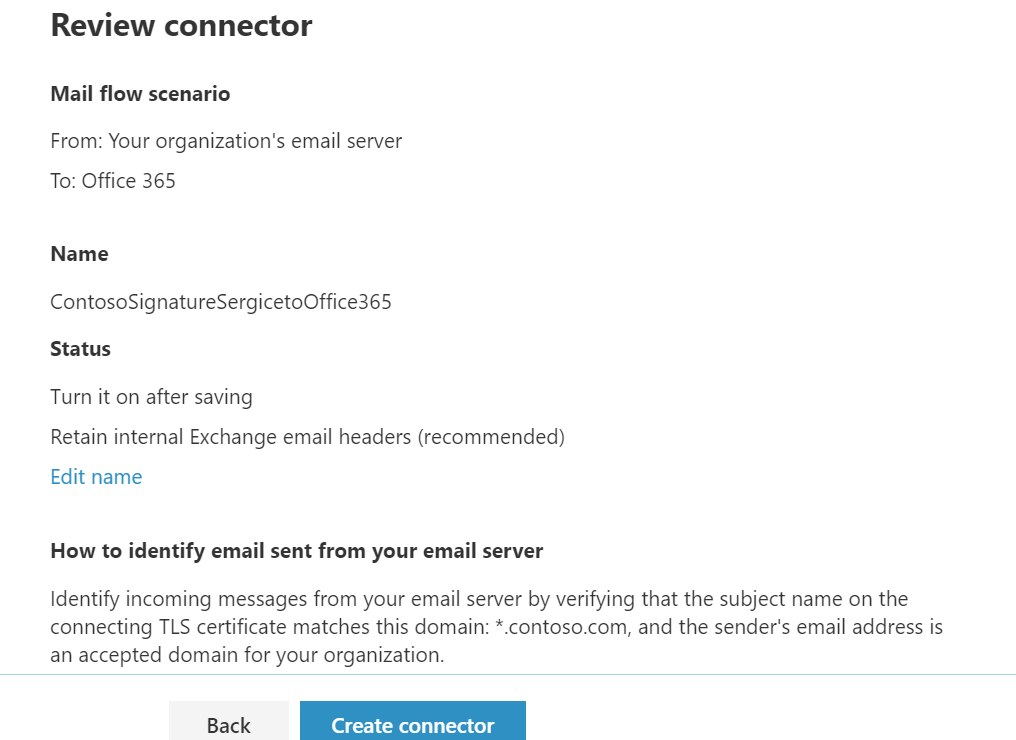 Review connector
Mail flow scenario
From: Your organization's email server
To: Office 365
Name
ContosoSignatureSergicetoOffice365
Status
Turn it on after saving
Retain internal Exchange email headers (recommended)
Edit name
How to identify email sent from your email server
Identify incoming messages from your email server by verifying that the subject name on the
connecting TLS certificate matches this domain: *.contoso.com, and the sender's email address is
an accepted domain for your organization.
Back
Create connector